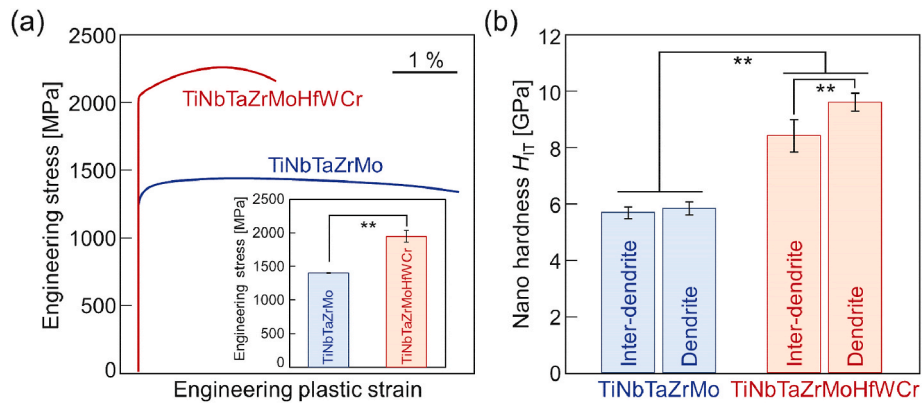 (a)
2500
2000
1500
1000
500
0
Engineering stress [MPa]
1 %
TiNbTaZrMoHfWCr
TiNbTaZrMo
Engineering plastic strain
2500
2000
1500
1000
500
0
Engineering stress [MPa]
**
TiNbTaZrMo
TiNbTaZrMoHfWCr
(b)
12
10
8
6
4
2
0
Nano hardness HIT [GPa]
**
**
Inter-dendrite
Dendrite
Inter-dendrite
Dendrite
TiNbTaZrMo
TiNbTaZrMoHfWCr